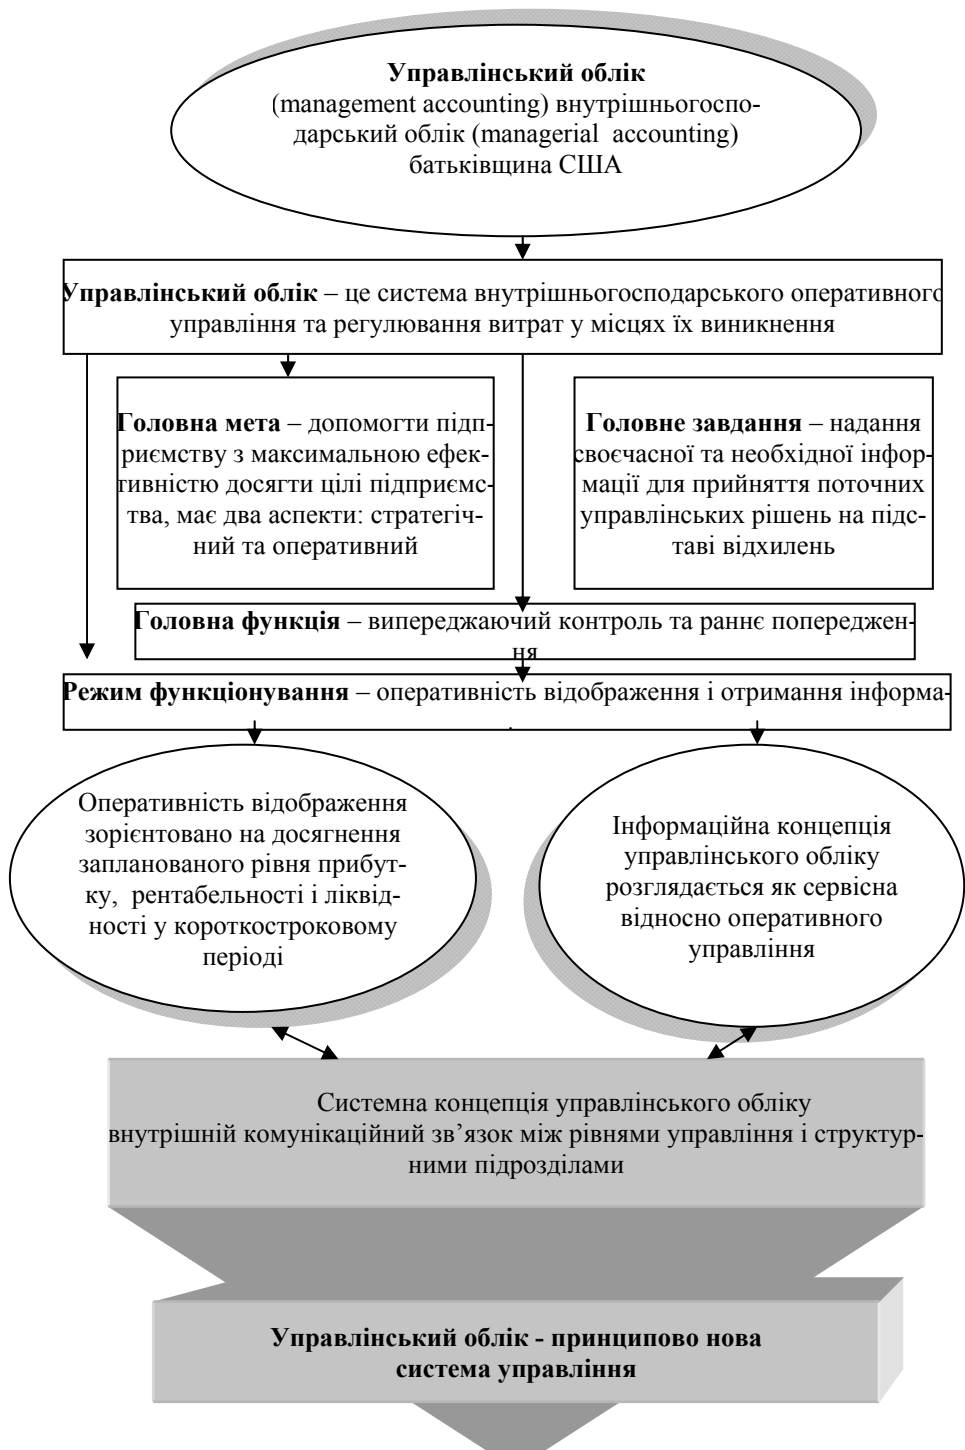 Управлінський облік
(management accounting) внутрішньогоспо-
дарський облік (managerial accounting)
батьківщина США
Управлінський облік – це система внутрішньогосподарського оперативного
управління та регулювання витрат у місцях їх виникнення
Головна мета – допомогти підп-
риємству з максимальною ефек-
тивністю досягти цілі підприємс-
тва, має два аспекти: стратегіч-
ний та оперативний
Головне завдання – надання
своєчасної та необхідної інфор-
мації для прийняття поточних
управлінських рішень на підс-
таві відхилень
Головна функція – випереджаючий контроль та раннє попереджен-
ня
Режим функціонування – оперативність відображення і отримання інформа-
Оперативність відображення
зорієнтовано на досягнення
запланованого рівня прибут-
ку, рентабельності і ліквід-
ності у короткостроковому
періоді
Інформаційна концепція
управлінського обліку
розглядається як сервісна
відносно оперативного
управління
Системна концепція управлінського обліку
внутрішній комунікаційний зв’язок між рівнями управління і структур-
ними підрозділами
Управлінський облік - принципово нова
система управління